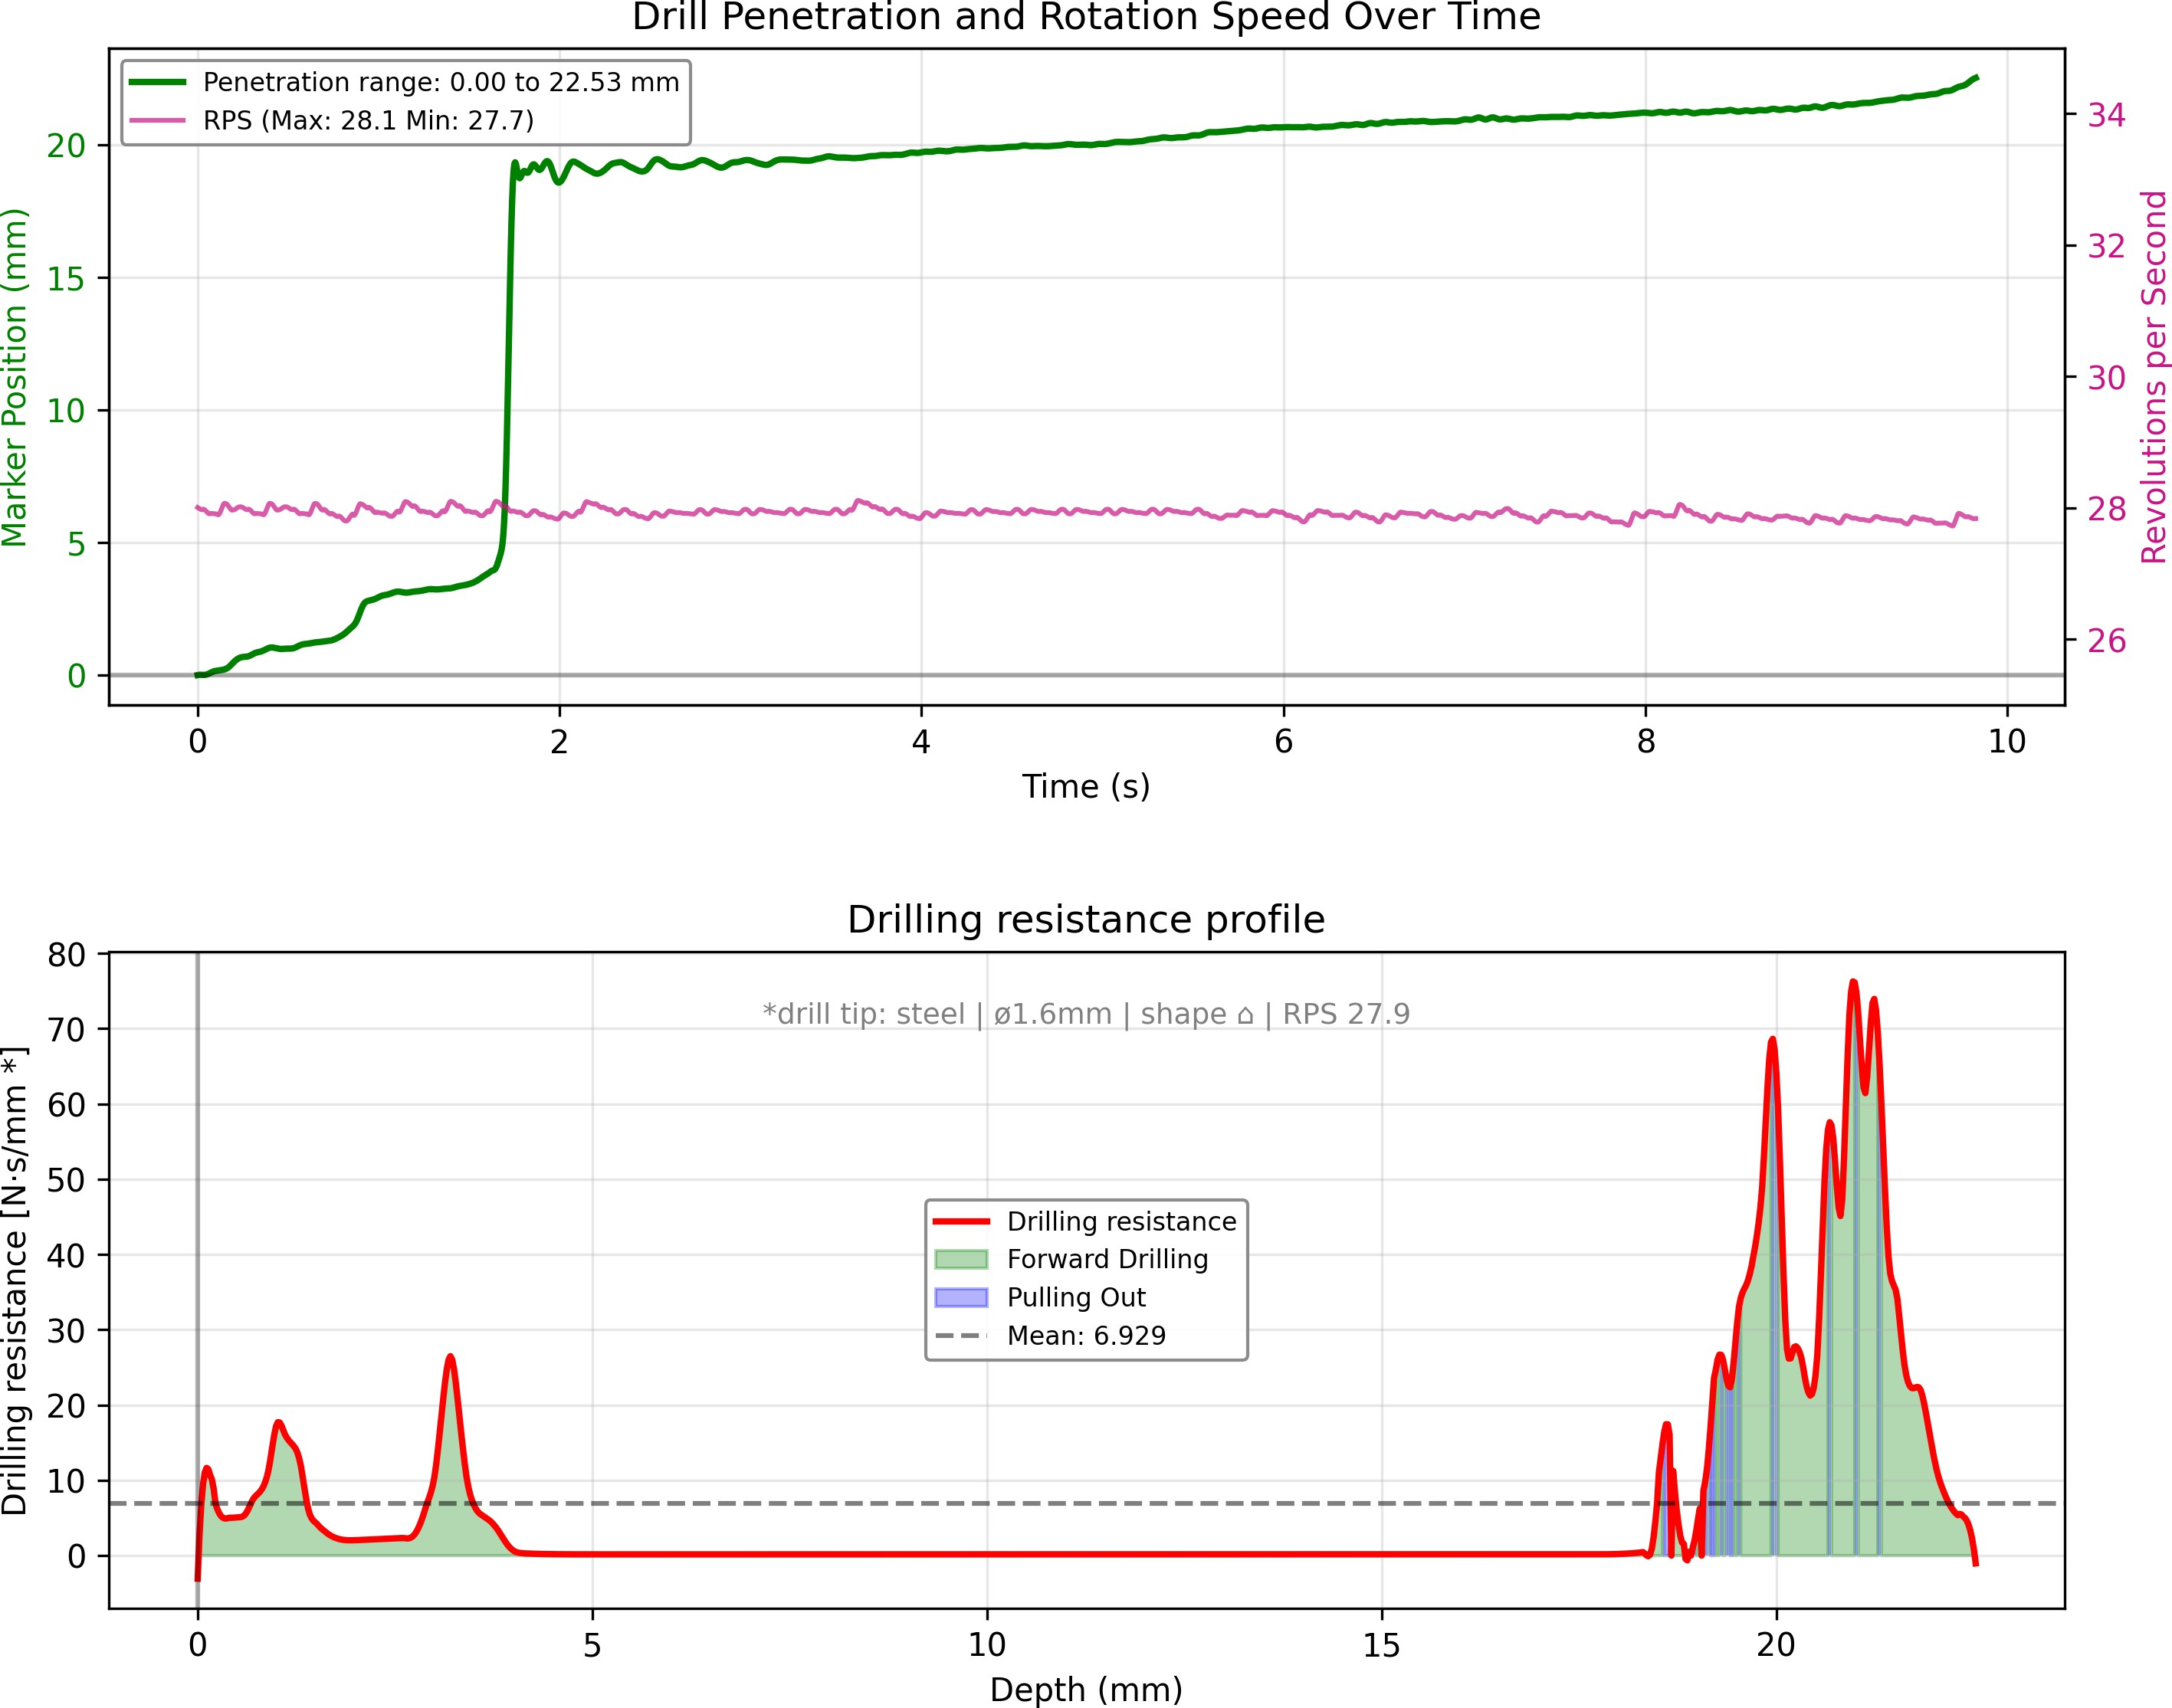 Drill Penetration and Rotation Speed Over Time
Penetration range: 0.00 to 22.53 mm
RPS (Max: 28.1 Min: 27.7)
Marker Position (mm)
20
15
10
5
0
34
32
30
28
26
Revolutions per Second
0 2 4 6 8 10
Time (s)
Drilling resistance profile
*drill tip: steel | ø1.6mm | shape ⌂ | RPS 27.9
Drilling resistance [N·s/mm *]
80
70
60
50
40
30
20
10
0
Drilling resistance
Forward Drilling
Pulling Out
Mean: 6.929
0 5 10 15 20
Depth (mm)